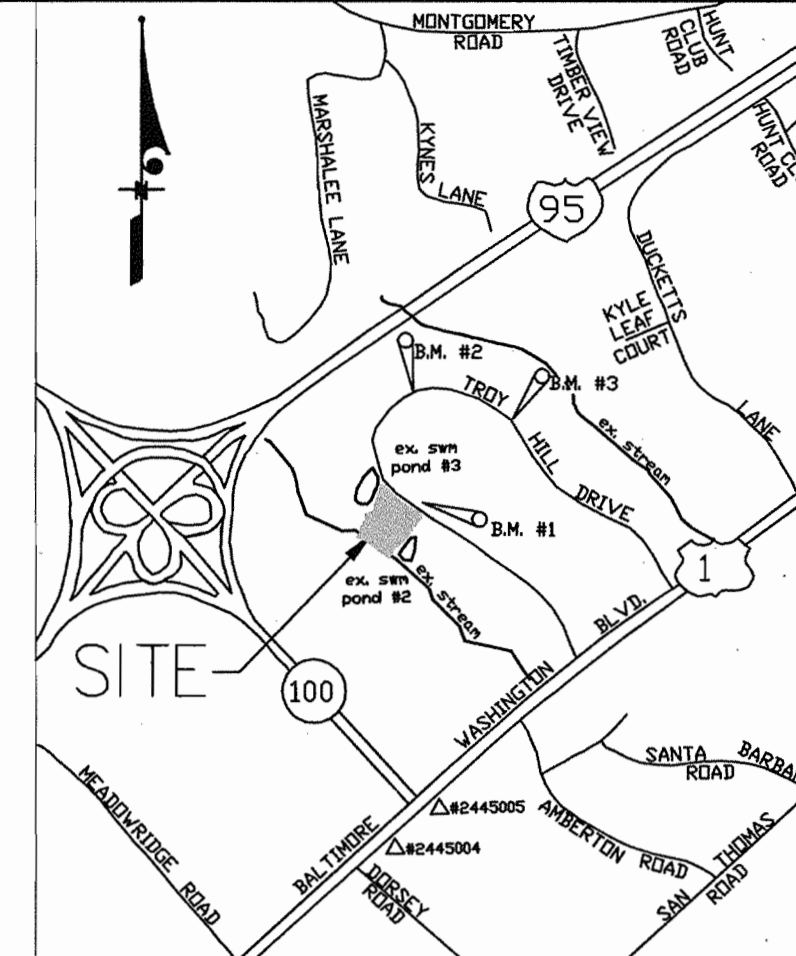 MONTGOMERY
ROAD
HUNT
CLUB
ROAD
TIMBER VIEW
DRIVE
MARSHALEE LANE
KYNES
LANE
HUNT CL
ROAD
95
DUCKETTS
LANE
KYLE
LEAF
COURT
B.M. #2
B.M. #3
TROY
HILL
DRIVE
ex. stream
ex. swm
pond #3
B.M. #1
ex. swm
pond #2
ex. stream
1
SITE
100
WASHINGTON
BLVD.
BALTIMORE
SANTA BARBAR
ROAD
#2445005
#2445004
AMBERTON ROAD
SAN THOMAS
ROAD
MEADOWRIDGE ROAD
DORSEY
ROAD